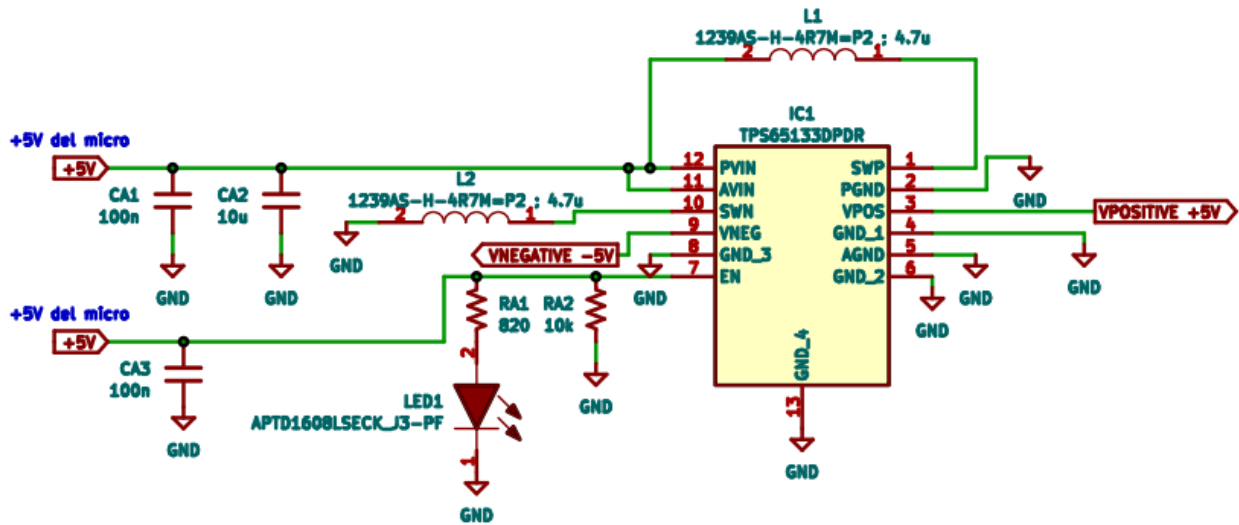 L1
1239AS-H-4R7M=P2 ; 4.7u
2
1
IC1
TPS65133DPDR
+5V del micro
+5V
CA1
100n
GND
CA2
10u
GND
L2
1239AS-H-4R7M=P2 ; 4.7u
2
1
GND
12
PVIN
11
AVIN
10
SWN
9
VNEG
8
GND_3
7
EN
SWP
1
PGND
2
VPOS
3
GND_1
4
AGND
5
GND_2
6
GND_4
13
GND
GND
VPOSITIVE +5V
GND
GND
GND
VNEGATIVE -5V
GND
+5V del micro
+5V
CA3
100n
GND
RA1
820
RA2
10k
GND
2
LED1
APTD1608LSECK_J3-PF
1
GND